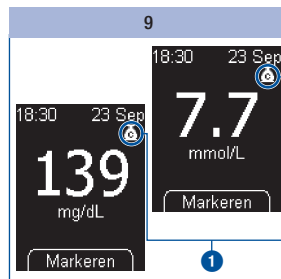 9
18:30 23 Sep
c
139
mg/dL
Markeren
18:30 23 Sep
c
7.7
mmol/L
Markeren
1